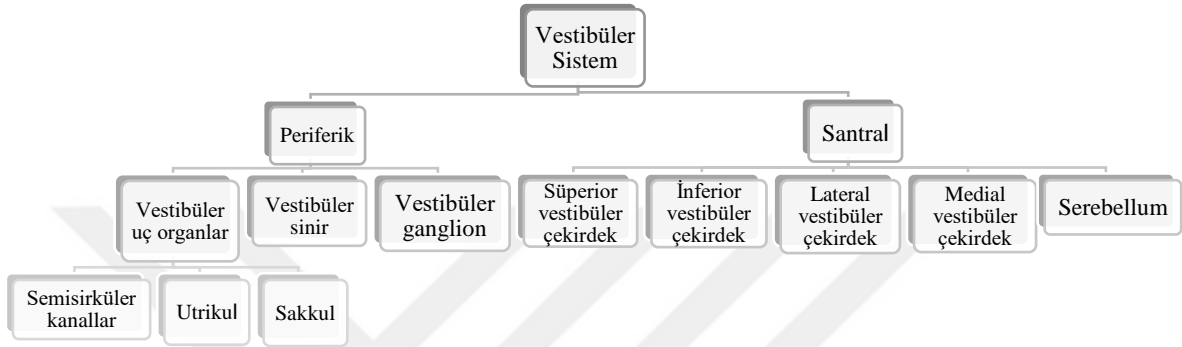 Vestibüler
Sistem
Periferik
Santral
Vestibüler
uç organlar
Vestibüler
sinir
Vestibüler
ganglion
Süperior
vestibüler
çekirdek
İnferior
vestibüler
çekirdek
Lateral
vestibüler
çekirdek
Medial
vestibüler
çekirdek
Serebellum
Semisirküler
kanallar
Utrikul
Sakkul